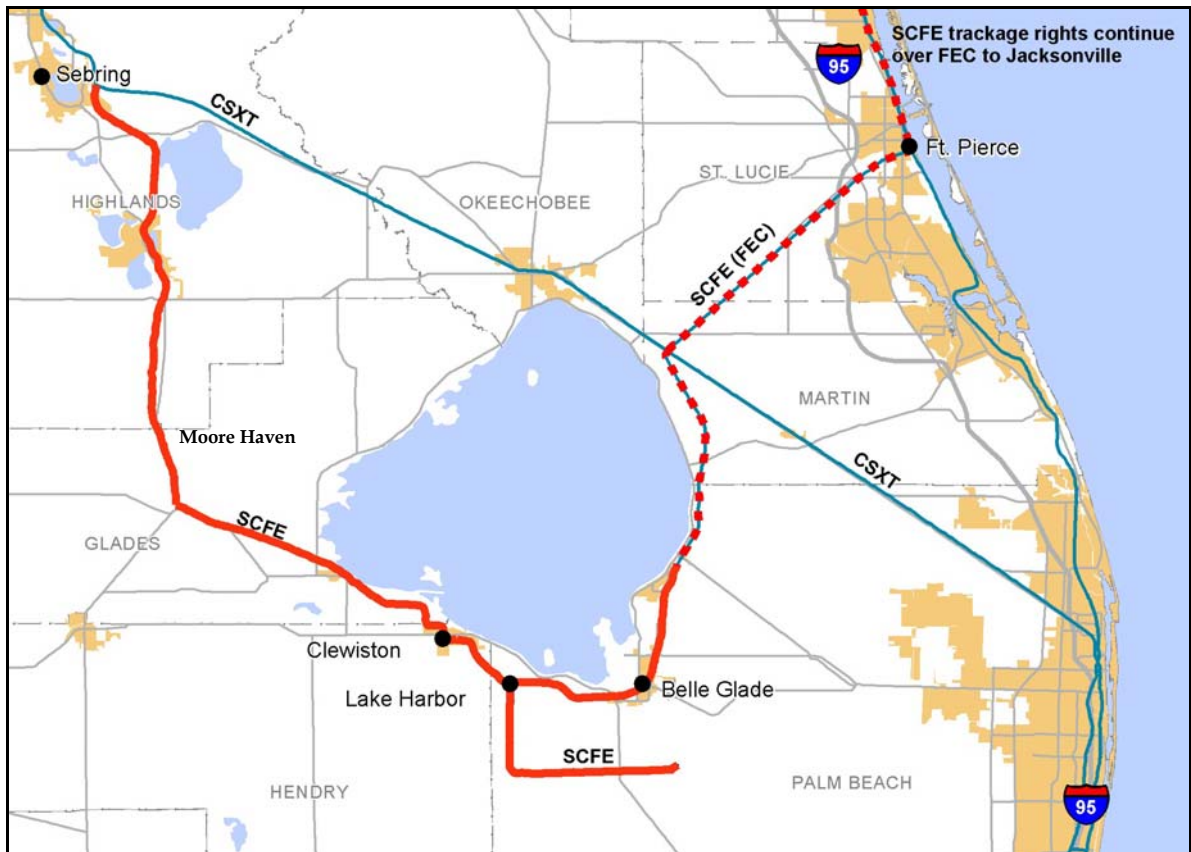 SCFE trackage rights continue
over FEC to Jacksonville
95
Sebring
CSXT
Ft. Pierce
ST. LUCIE
HIGHLANDS
OKEECHOBEE
SCFE (FEC)
MARTIN
Moore Haven
CSXT
SCFE
GLADES
Clewiston
Lake Harbor
Belle Glade
SCFE
HENDRY
PALM BEACH
95